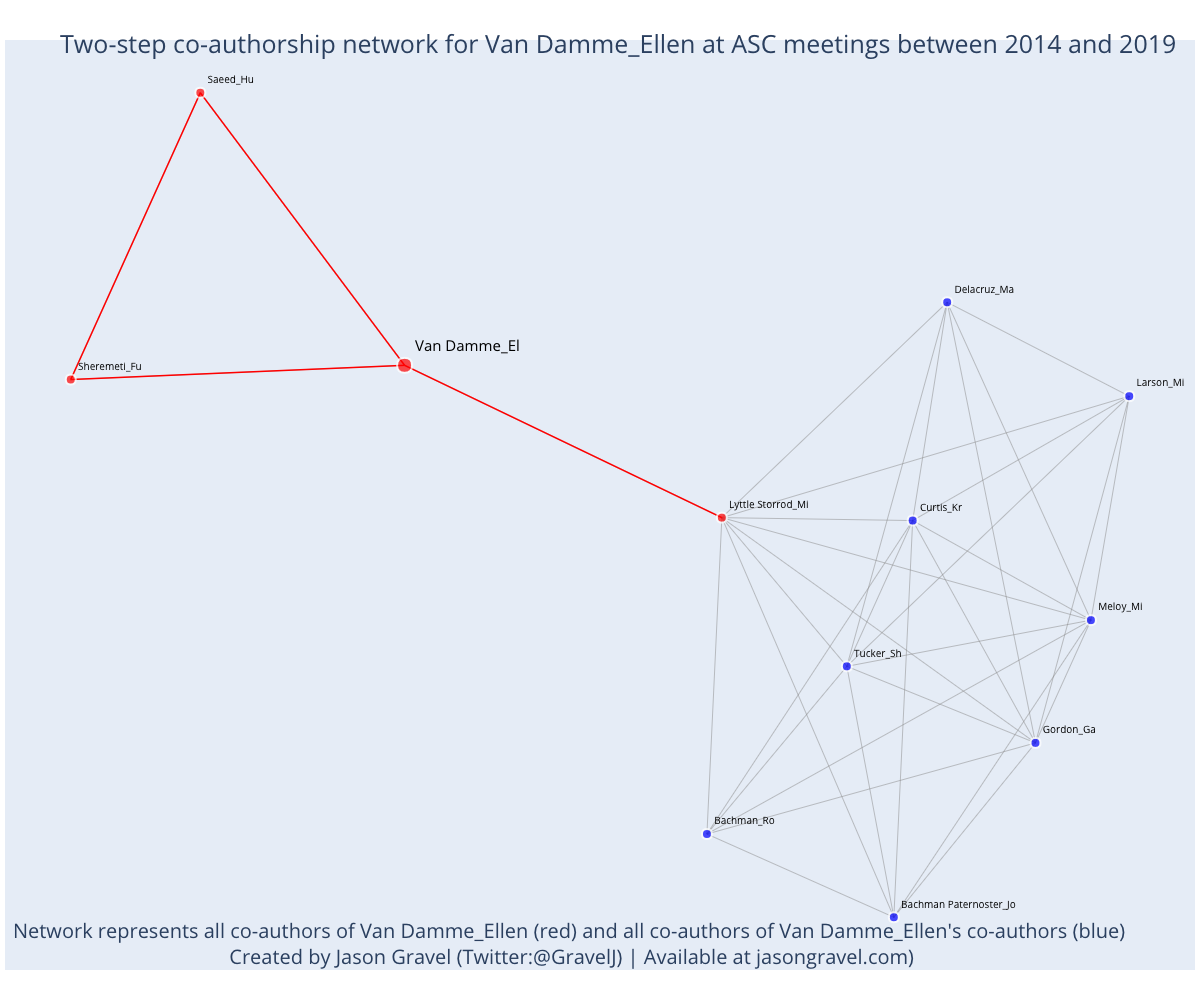 Two-step co-authorship network for Van Damme_Ellen at ASC meetings between 2014 and 2019
Saeed_Hu
Delacruz_Ma
Van Damme_El
Sheremeti_Fu
Larson_Mi
Lyttle Storrod_Mi
Curtis_Kr
Meloy_Mi
Tucker_Sh
Gordon_Ga
Bachman_Ro
Bachman Paternoster_Jo
Network represents all co-authors of Van Damme_Ellen (red) and all co-authors of Van Damme_Ellen's co-authors (blue)
Created by Jason Gravel (Twitter:@GravelJ) | Available at jasongravel.com)